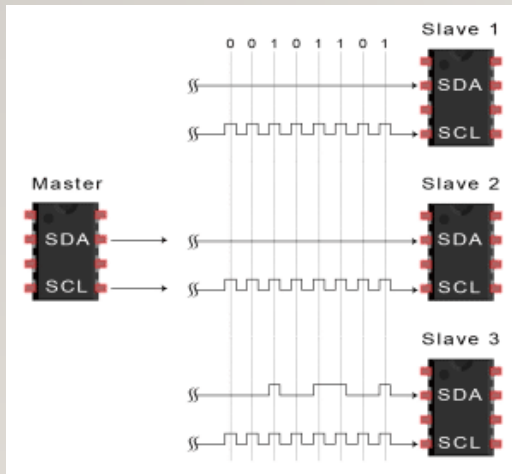 Slave 1
0 0 1 0 1 1 0 1
SDA
SCL
Master
Slave 2
SDA
SDA
SCL
SCL
Slave 3
SDA
SCL